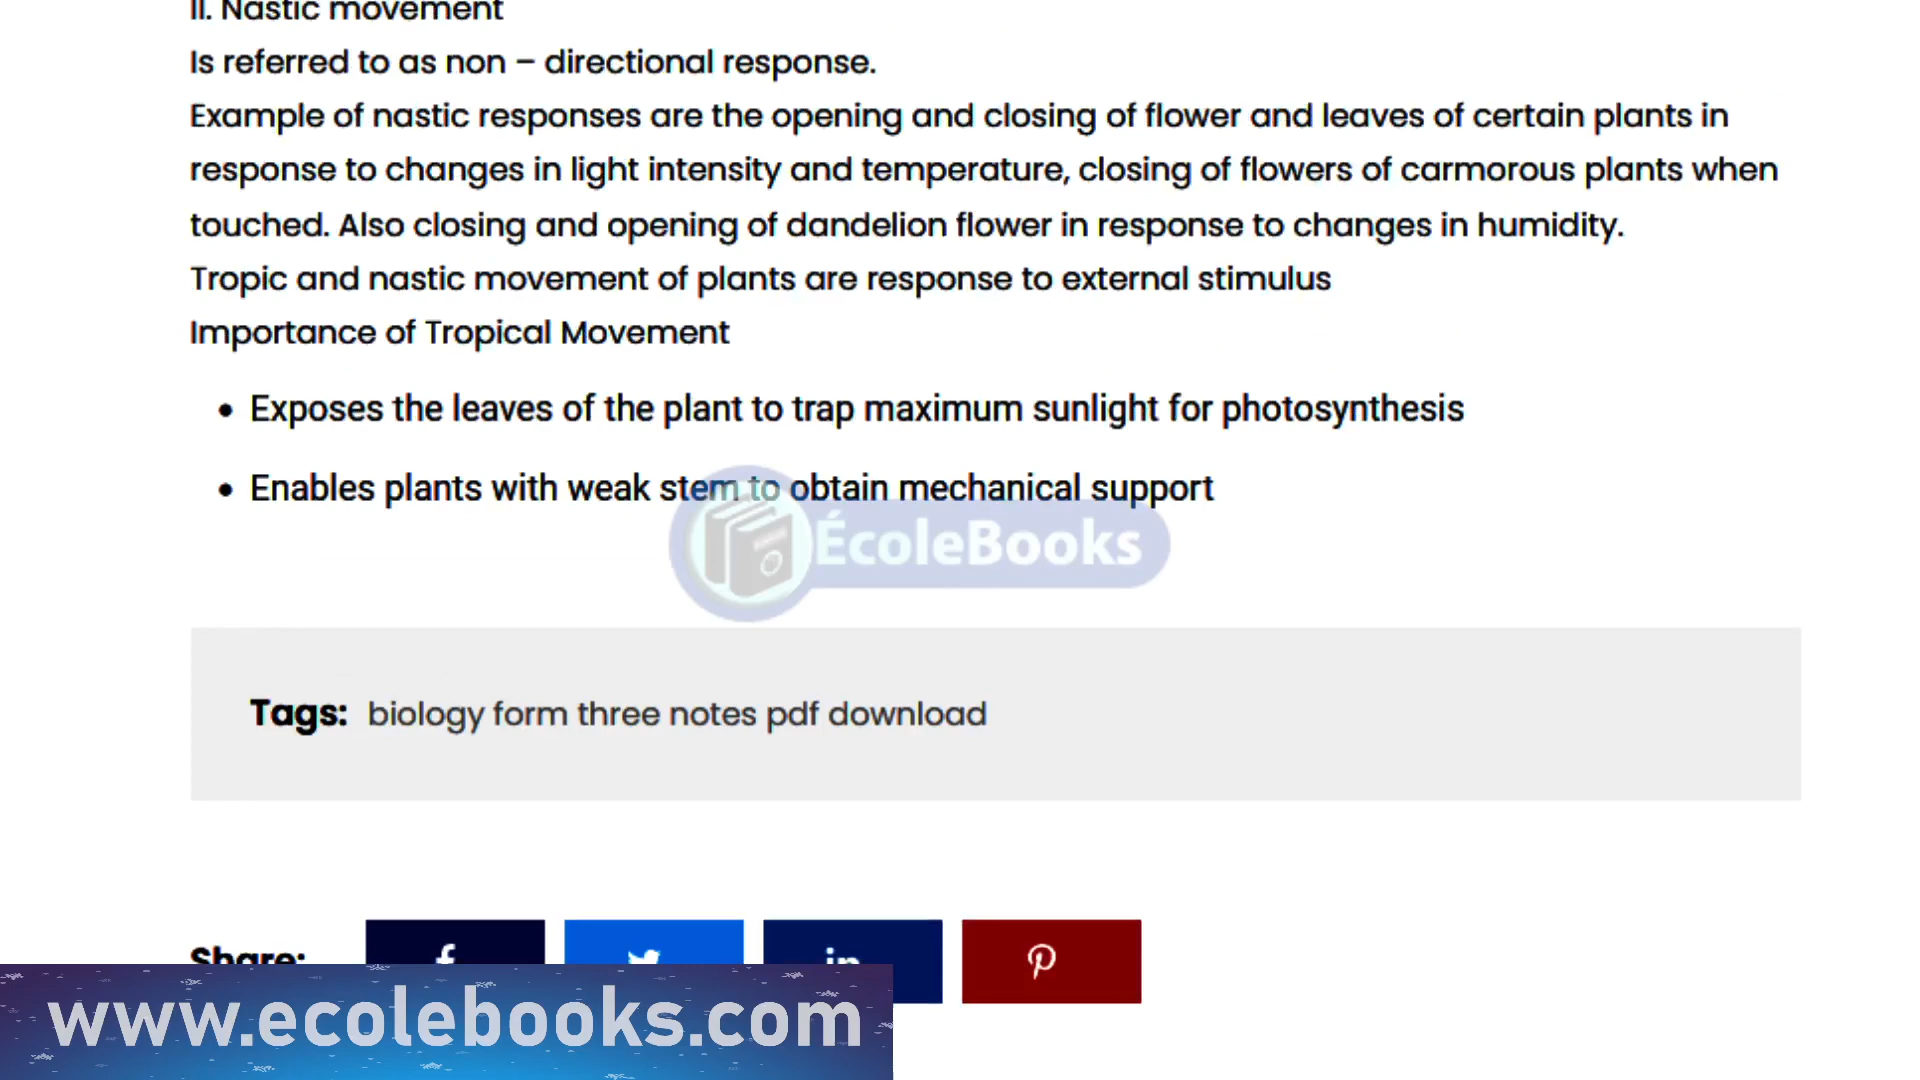 II. Nastic movement
Is referred to as non – directional response.
Example of nastic responses are the opening and closing of flower and leaves of certain plants in
response to changes in light intensity and temperature, closing of flowers of carmorous plants when
touched. Also closing and opening of dandelion flower in response to changes in humidity.
Tropic and nastic movement of plants are response to external stimulus
Importance of Tropical Movement
• Exposes the leaves of the plant to trap maximum sunlight for photosynthesis
• Enables plants with weak stem to obtain mechanical support
ÉcoleBooks
Tags: biology form three notes pdf download
Share:
www.ecolebooks.com